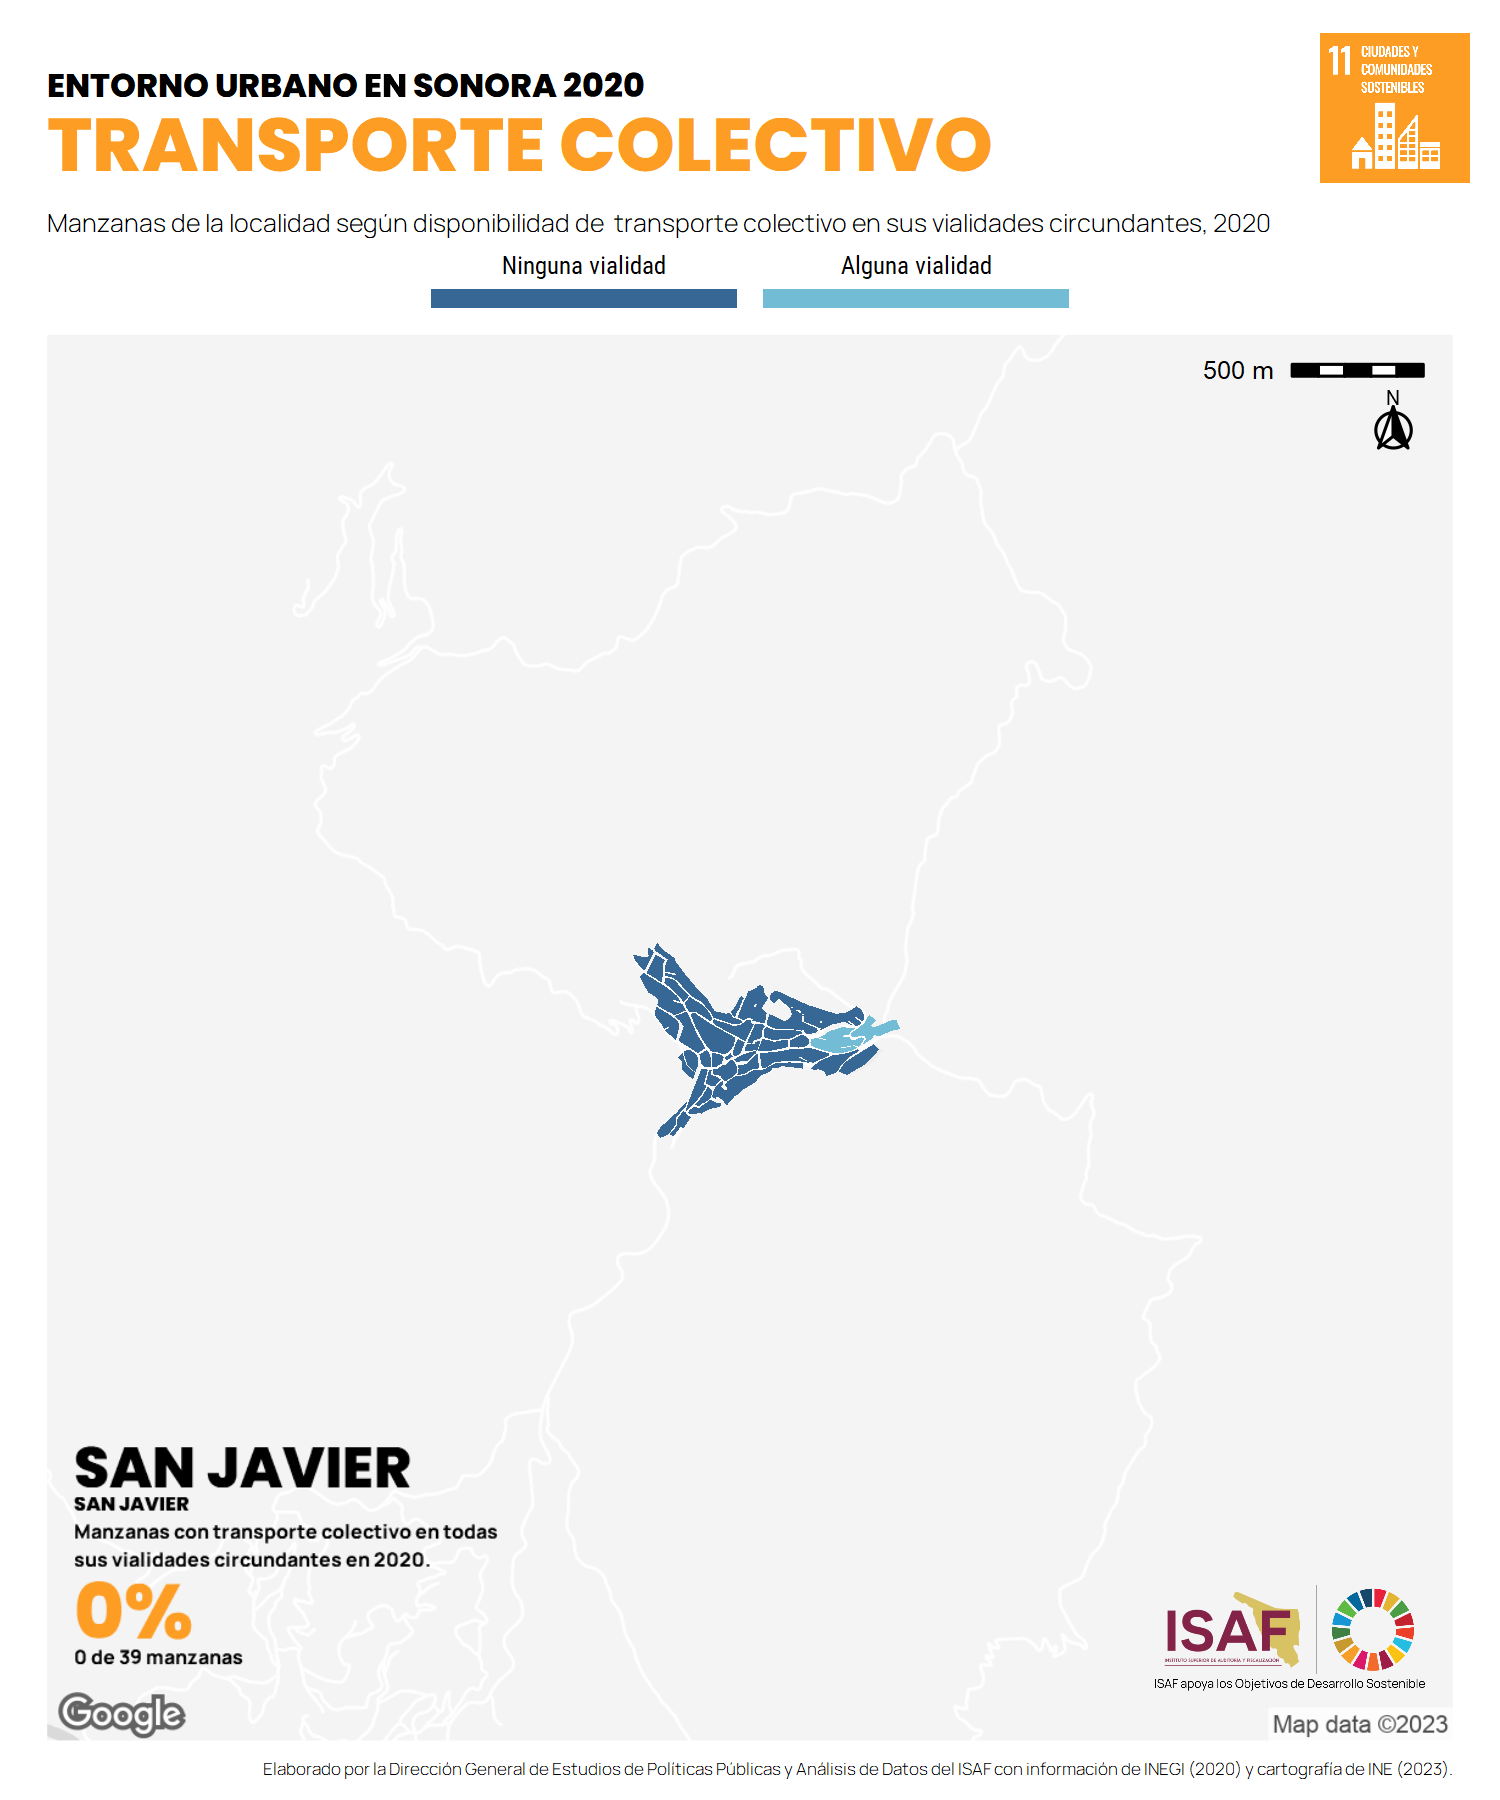 ENTORNO URBANO EN SONORA 2020
TRANSPORTE COLECTIVO
11 CIUDADES Y
COMUNIDADES
SOSTENIBLES
Manzanas de la localidad según disponibilidad de transporte colectivo en sus vialidades circundantes, 2020
Ninguna vialidad
Alguna vialidad
500 m
N
SAN JAVIER
SAN JAVIER
Manzanas con transporte colectivo en todas
sus vialidades circundantes en 2020.
0%
0 de 39 manzanas
ISAF
INSTITUTO SUPERIOR DE AUDITORÍA Y FISCALIZACIÓN
ISAF apoya los Objetivos de Desarrollo Sostenible
Google
Map data ©2023
Elaborado por la Dirección General de Estudios de Políticas Públicas y Análisis de Datos del ISAF con información de INEGI (2020) y cartografía de INE (2023).